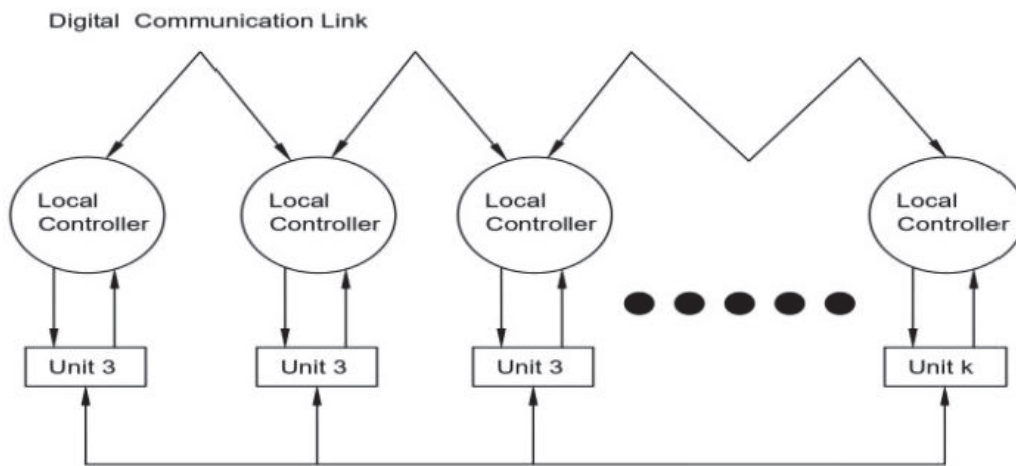 Digital Communication Link
Local
Controller
Local
Controller
Local
Controller
Local
Controller
Unit 3
Unit 3
Unit 3
Unit k